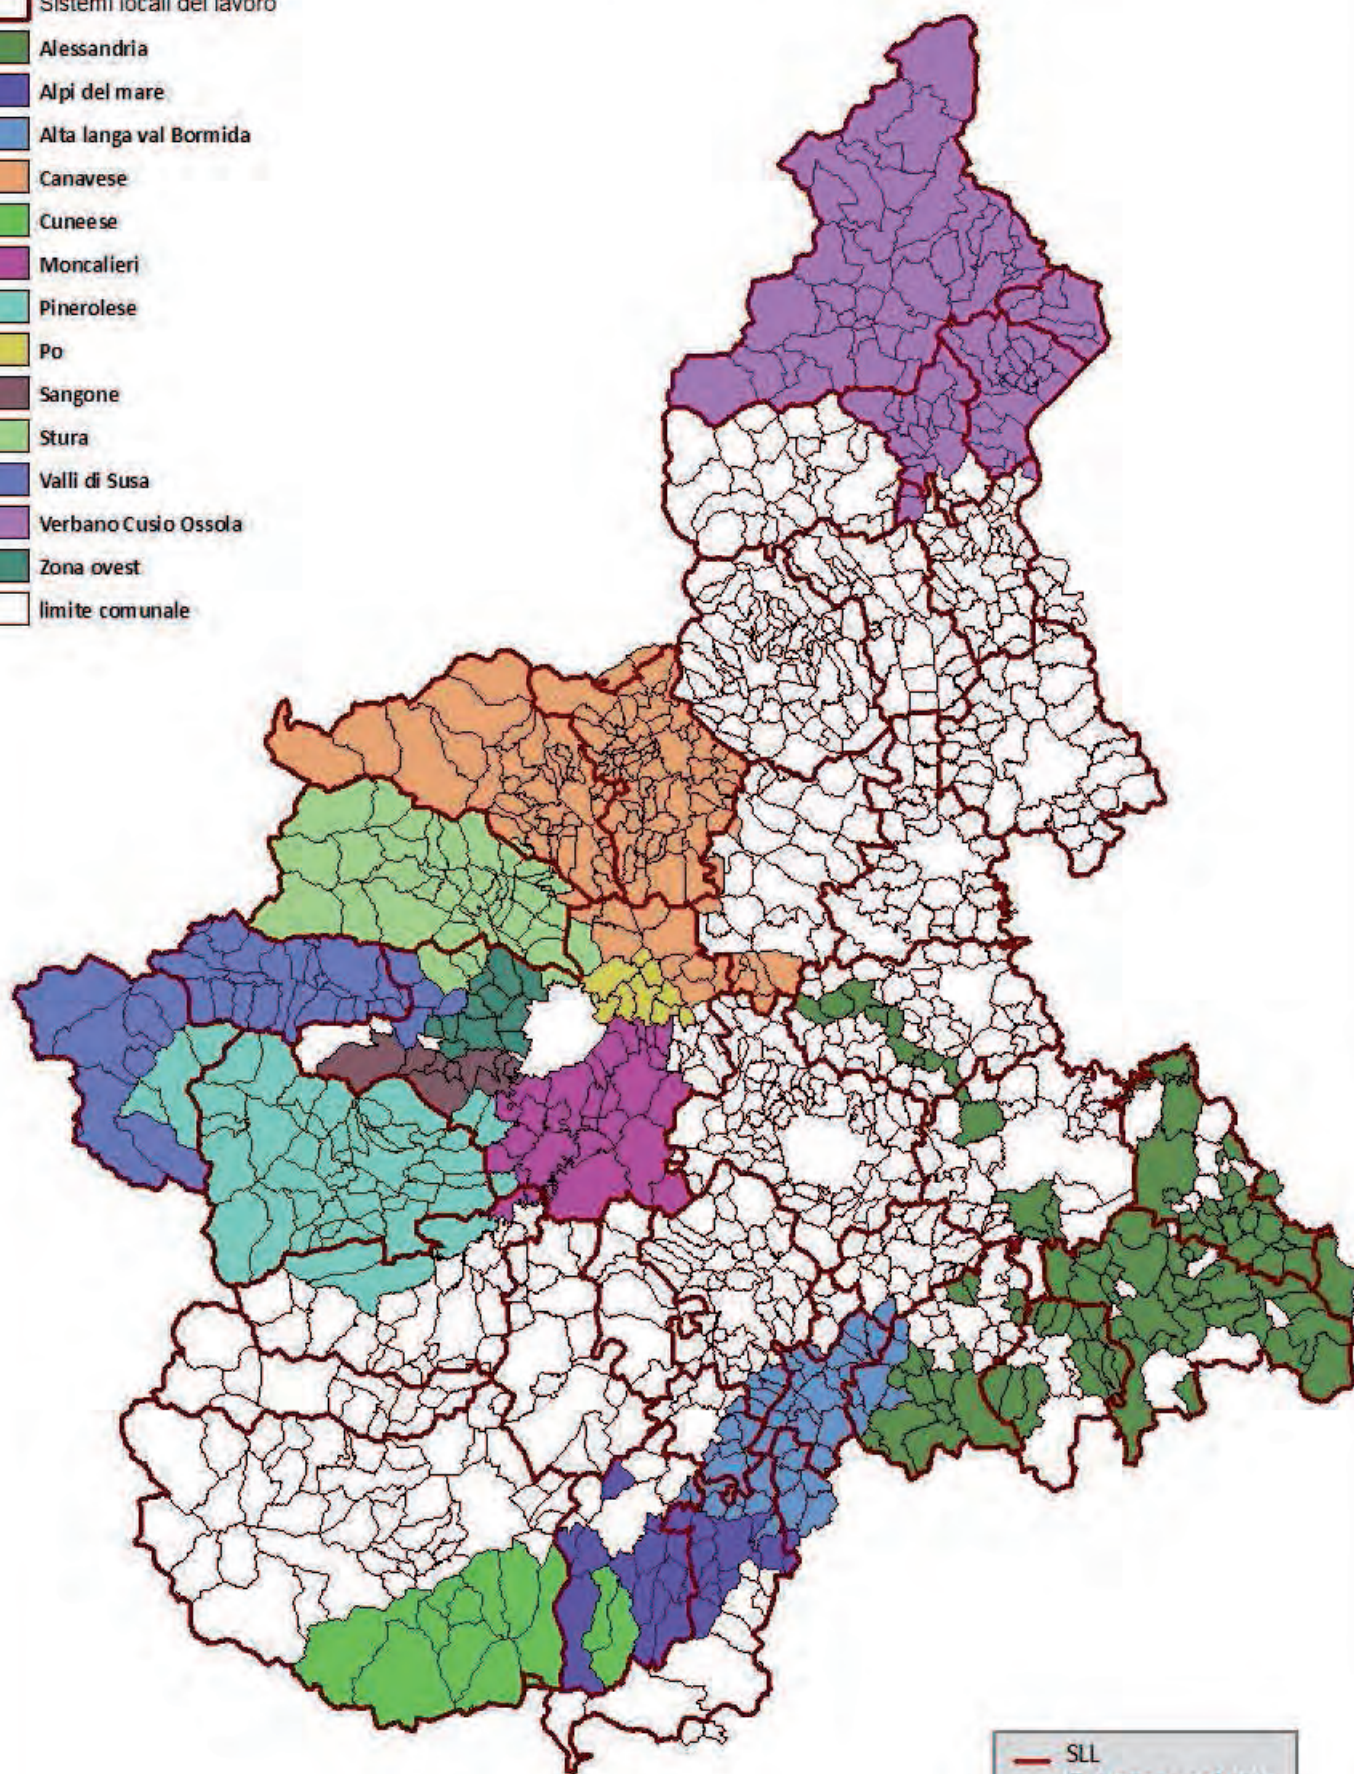 Sistemi locali del lavoro
Alessandria
Alpi del mare
Alta langa val Bormida
Canavese
Cuneese
Moncalieri
Pinerolese
Po
Sangone
Stura
Valli di Susa
Verbano Cusio Ossola
Zona ovest
limite comunale
SLL